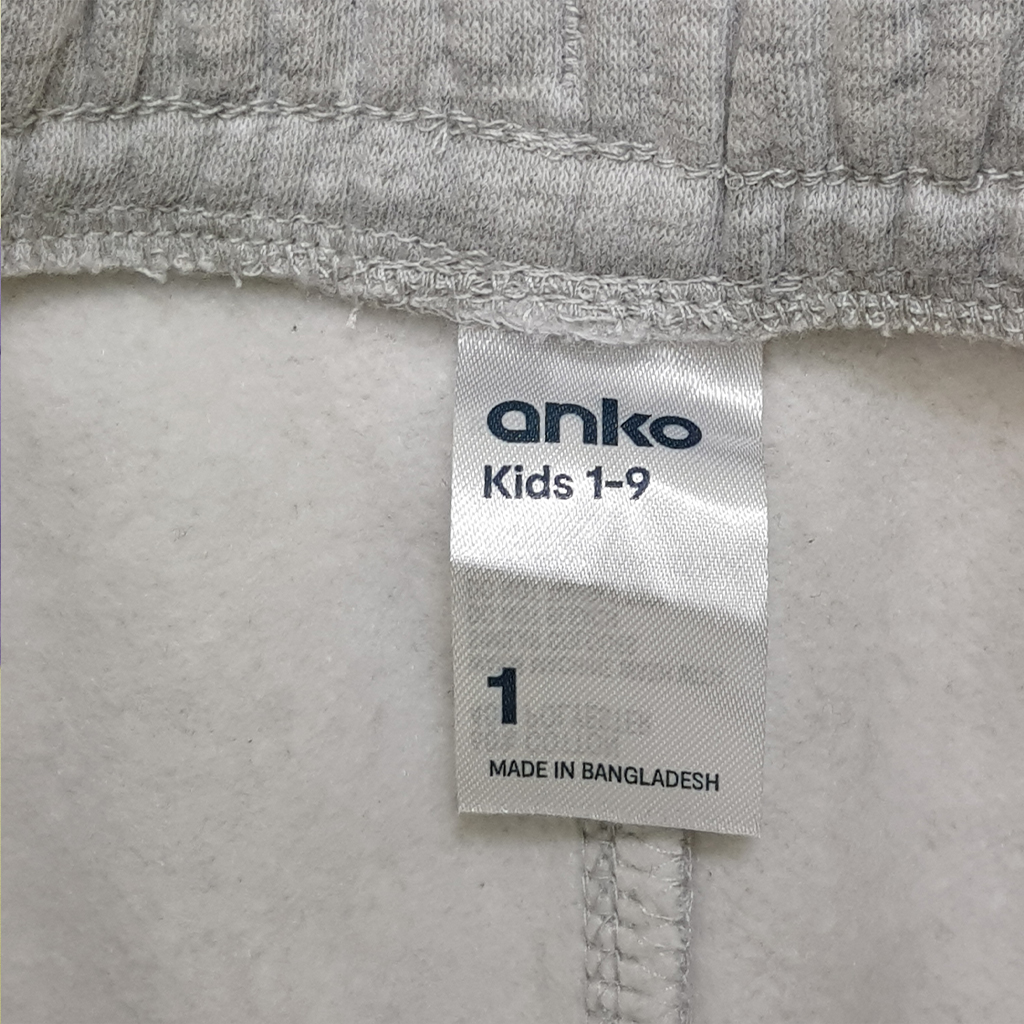 anko
Kids 1-9
1
MADE IN BANGLADESH